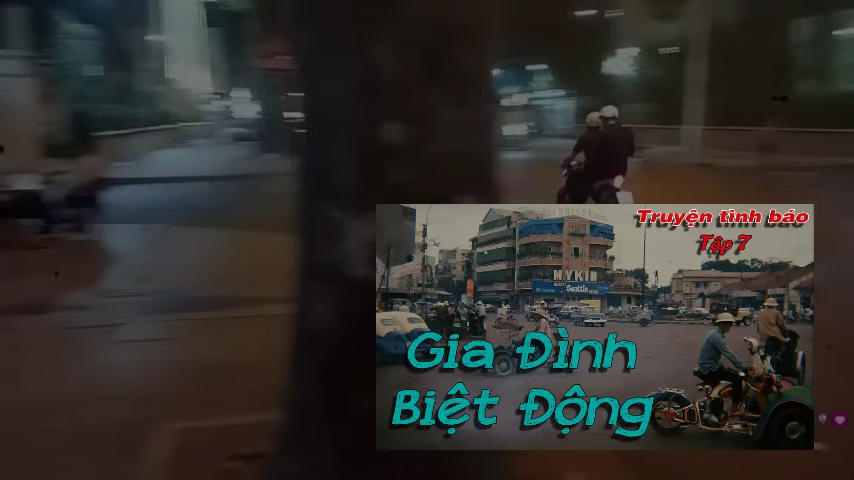 Truyện tình báo
Tập 7
MYKIN
Seattle
Gia Đình
Biệt Động